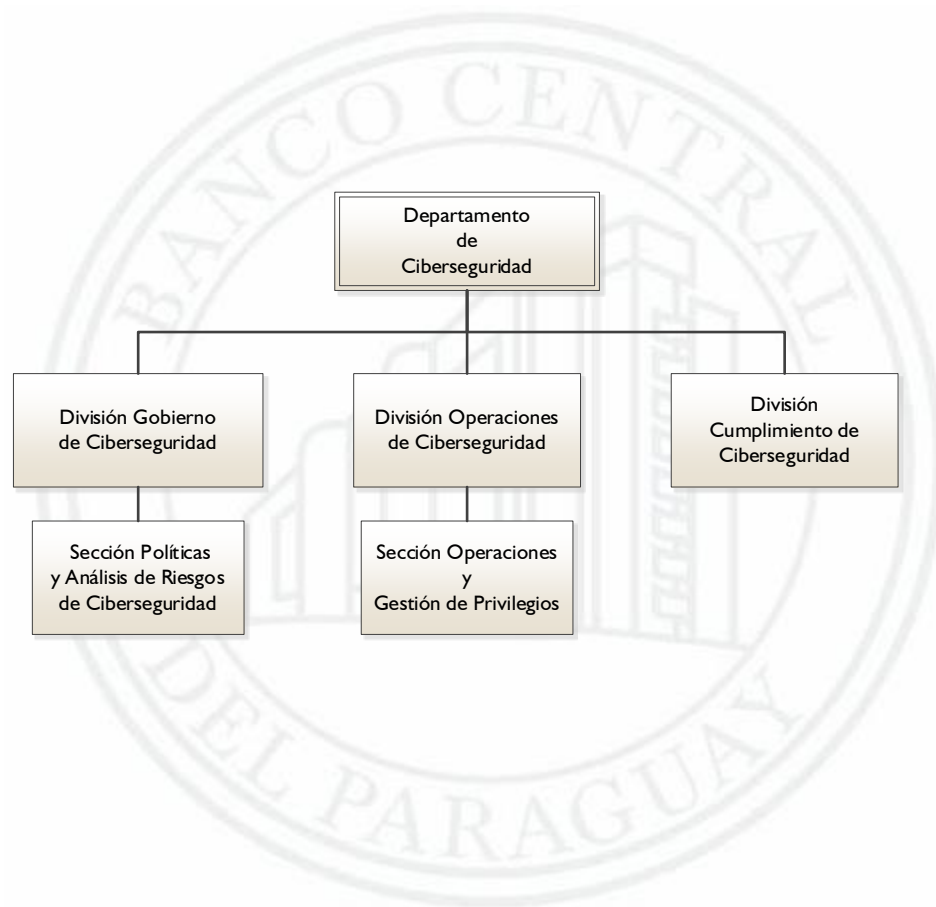 BANCO CENTRAL
Departamento
de
Ciberseguridad
División Gobierno
de Ciberseguridad
División Operaciones
de Ciberseguridad
División
Cumplimiento de
Ciberseguridad
Sección Políticas
y Análisis de Riesgos
de Ciberseguridad
Sección Operaciones
y
Gestión de Privilegios
DEL PARAGUAY